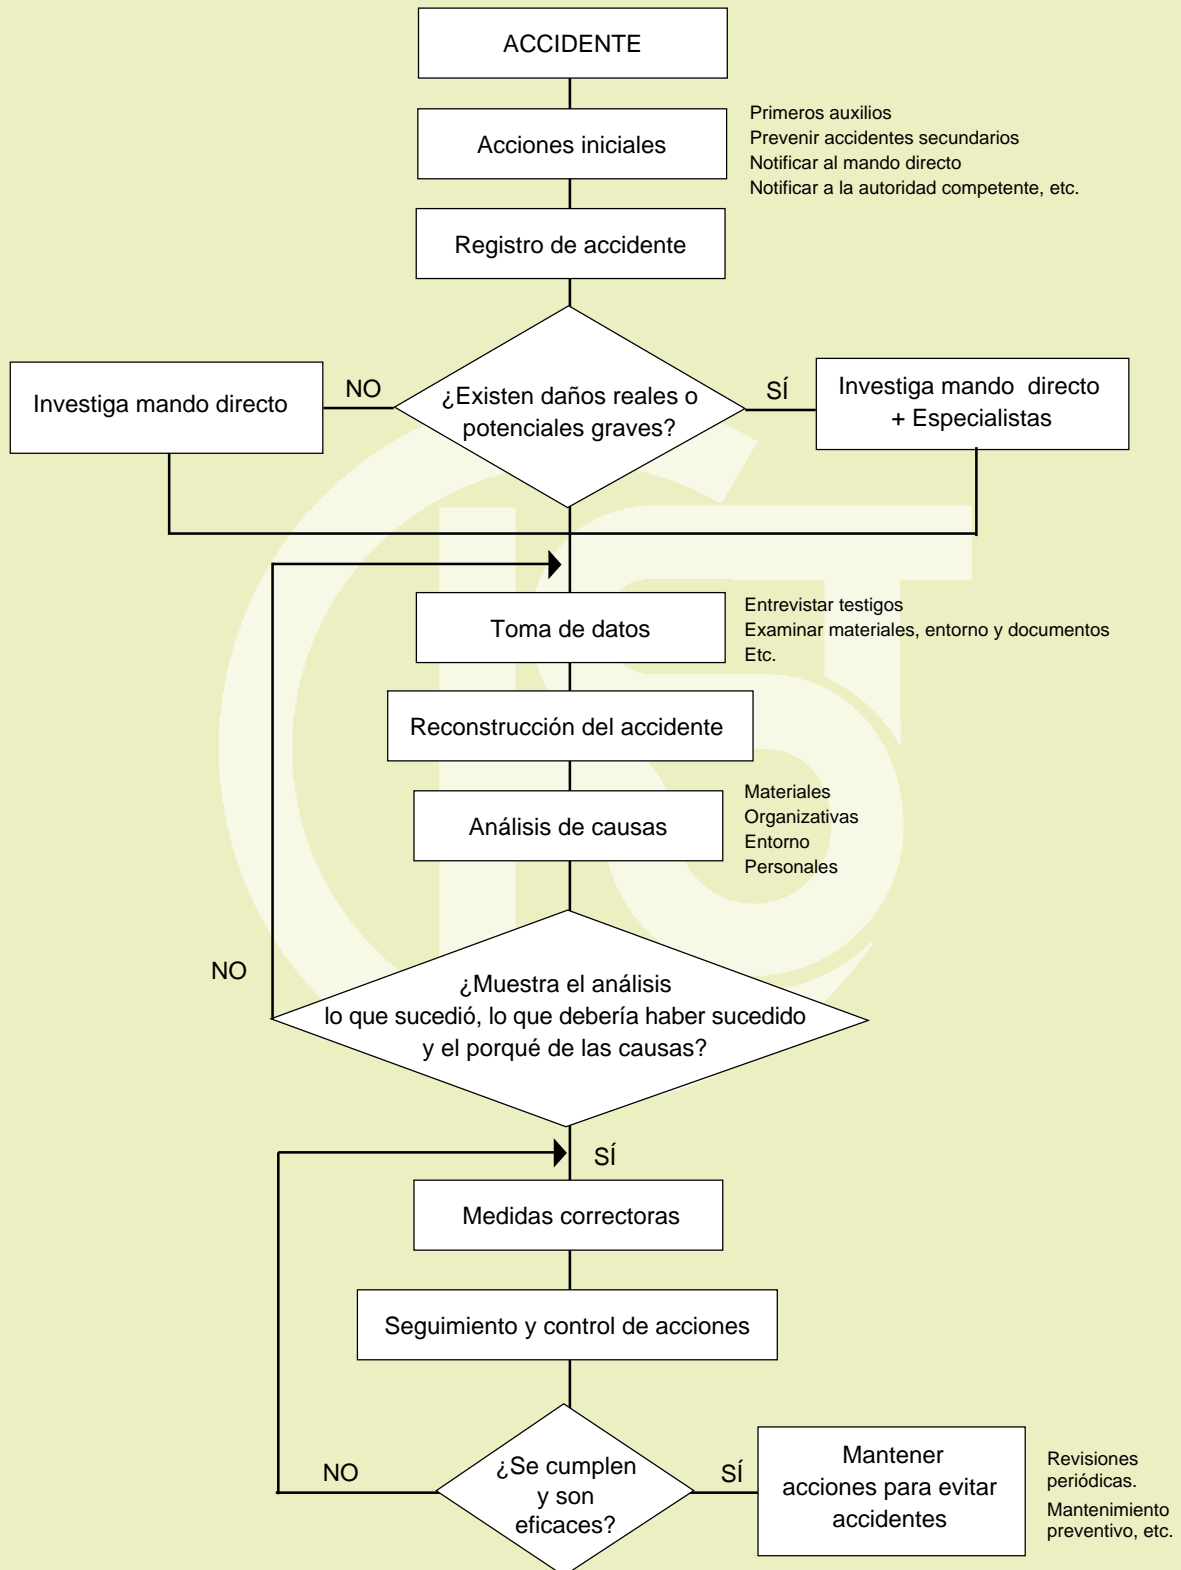 ACCIDENTE
Acciones iniciales
Primeros auxilios
Prevenir accidentes secundarios
Notificar al mando directo
Notificar a la autoridad competente, etc.
Registro de accidente
¿Existen daños reales o
potenciales graves?
NO
Investiga mando directo
SÍ
Investiga mando directo
+ Especialistas
Toma de datos
Entrevistar testigos
Examinar materiales, entorno y documentos
Etc.
Reconstrucción del accidente
Análisis de causas
Materiales
Organizativas
Entorno
Personales
¿Muestra el análisis
lo que sucedió, lo que debería haber sucedido
y el porqué de las causas?
NO
SÍ
Medidas correctoras
Seguimiento y control de acciones
¿Se cumplen
y son
eficaces?
NO
SÍ
Mantener
acciones para evitar
accidentes
Revisiones
periódicas.
Mantenimiento
preventivo, etc.